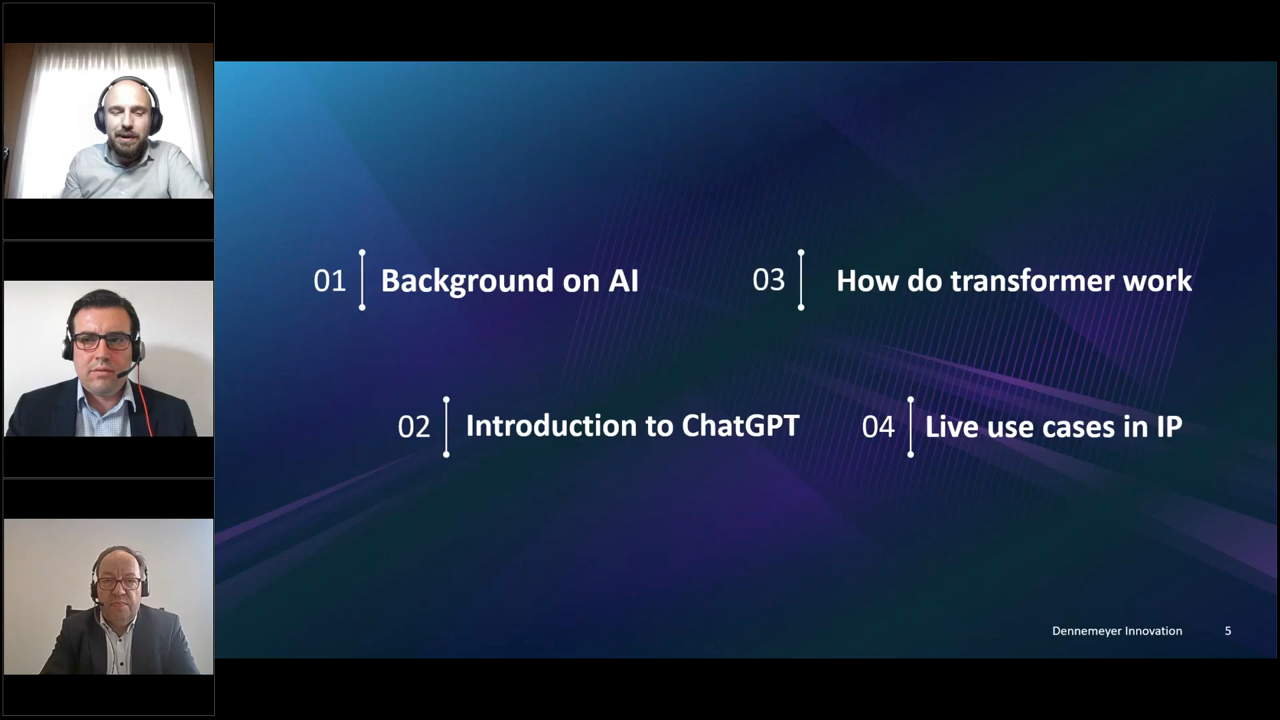 01 Background on AI
03 How do transformer work
02 Introduction to ChatGPT
04 Live use cases in IP
Dennemeyer Innovation 5